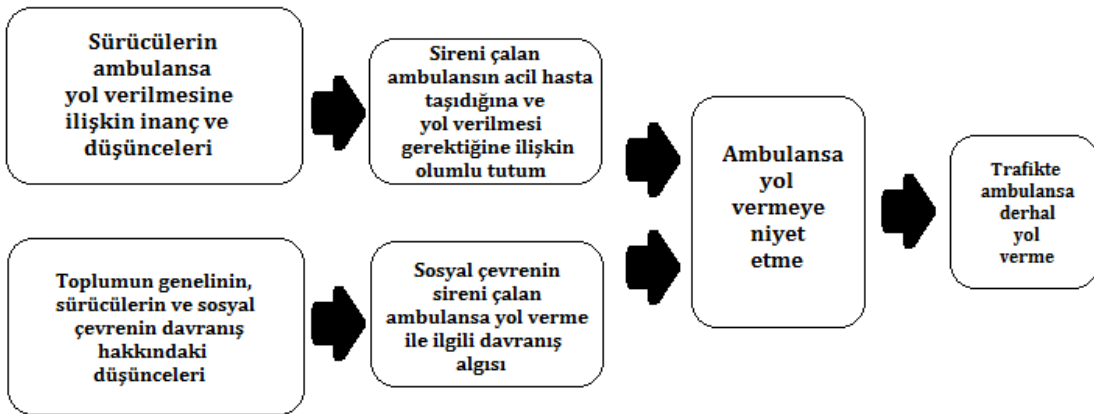 Sürücülerin
ambulansa
yol verilmesine
ilişkin inanç ve
düşünceleri
Sireni çalan
ambulansın acil hasta
taşıdığına ve
yol verilmesi
gerektiğine ilişkin
olumlu tutum
Toplumun genelinin,
sürücülerin ve sosyal
çevrenin davranış
hakkındaki
düşünceleri
Sosyal çevrenin
sireni çalan
ambulansa yol verme
ile ilgili davranış
algısı
Ambulansa
yol
vermeye
niyet
etme
Trafikte
ambulansa
derhal
yol
verme